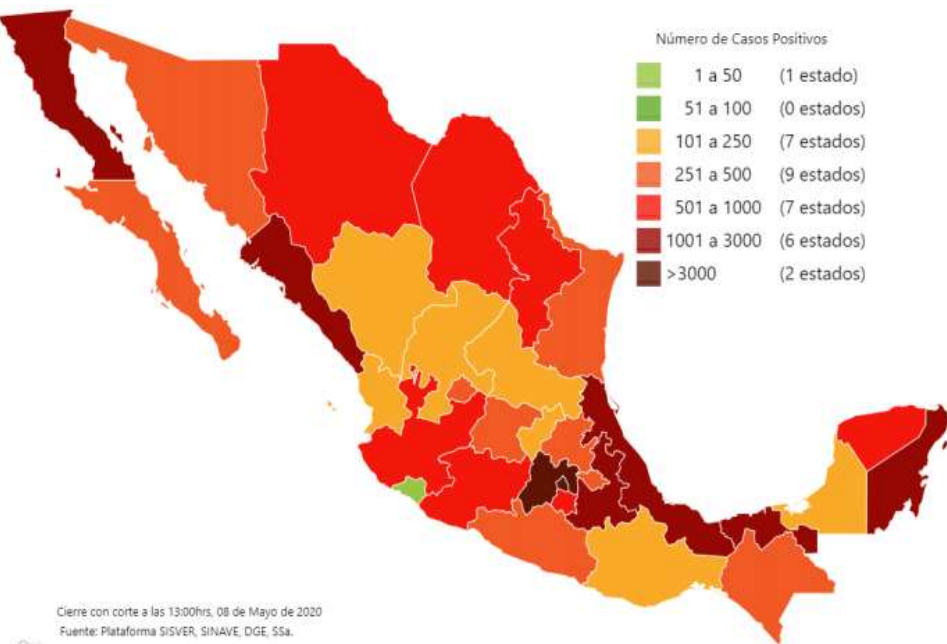 Número de Casos Positivos
1 a 50 (1 estado)
51 a 100 (0 estados)
101 a 250 (7 estados)
251 a 500 (9 estados)
501 a 1000 (7 estados)
1001 a 3000 (6 estados)
>3000 (2 estados)
Cierre con corte a las 13:00hrs, 08 de Mayo de 2020
Fuente: Plataforma SISVER, SINAVE, DGE, SSa.